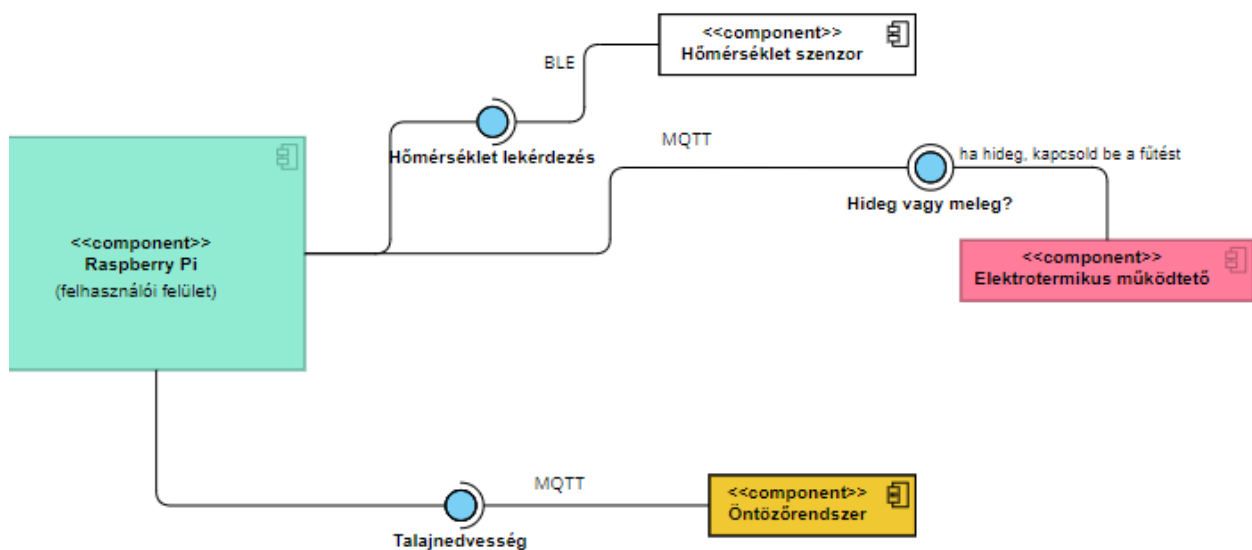 <<component>>
Hőmérséklet szenzor
BLE
Hőmérséklet lekérdezés
MQTT
ha hideg, kapcsold be a fűtést
Hideg vagy meleg?
<<component>>
Raspberry Pi
(felhasználói felület)
<<component>>
Elektrotermikus működtető
MQTT
<<component>>
Öntözőrendszer
Talajnedvesség